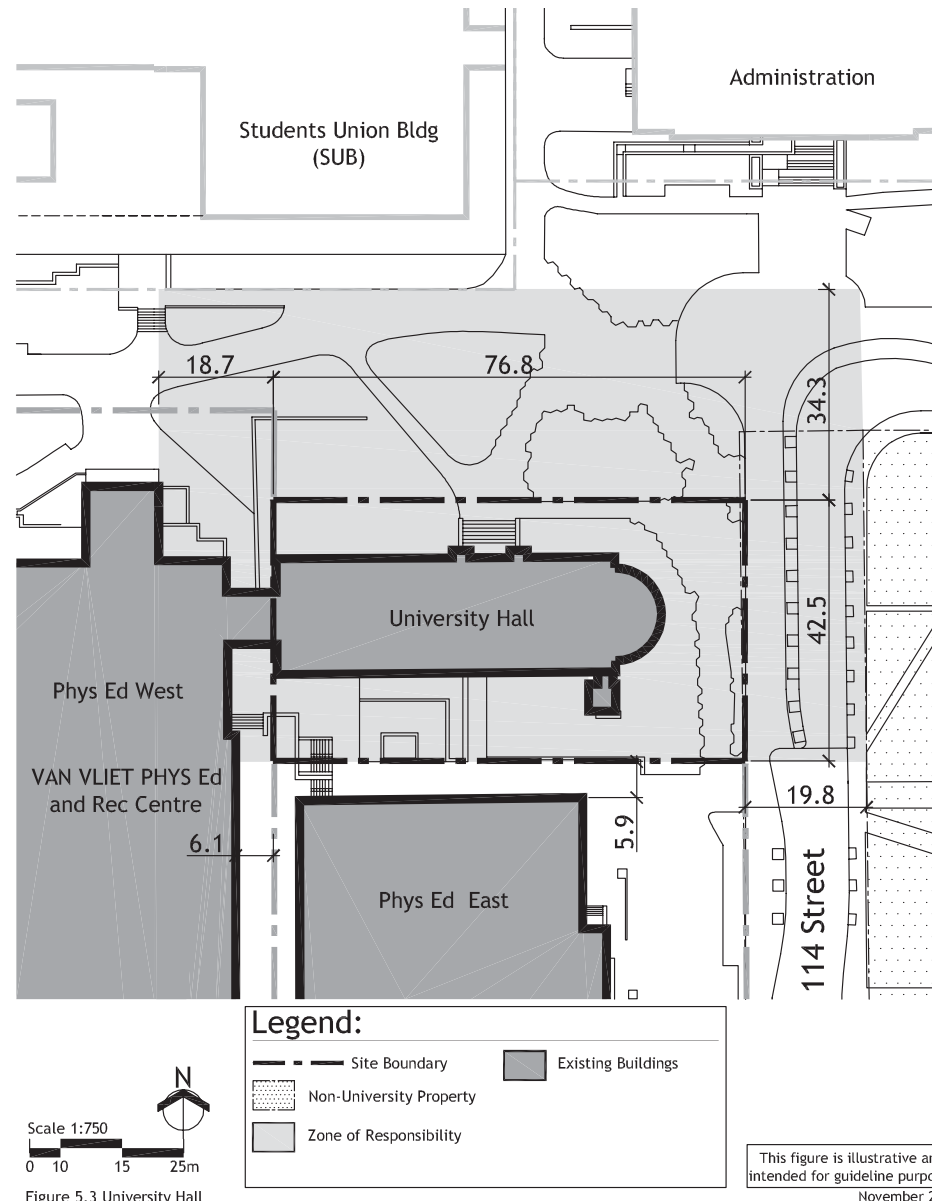 Administration
Students Union Bldg
(SUB)
18.7
76.8
34.3
University Hall
42.5
Phys Ed West
VAN VLIET PHYS Ed
and Rec Centre
19.8
6.1
5.9
Phys Ed East
114 Street
Legend:
Site Boundary
Existing Buildings
Non-University Property
Zone of Responsibility
N
Scale 1:750
0 10 15 25m
This figure is illustrative
intended for guideline
Figure 5.3 University Hall
November